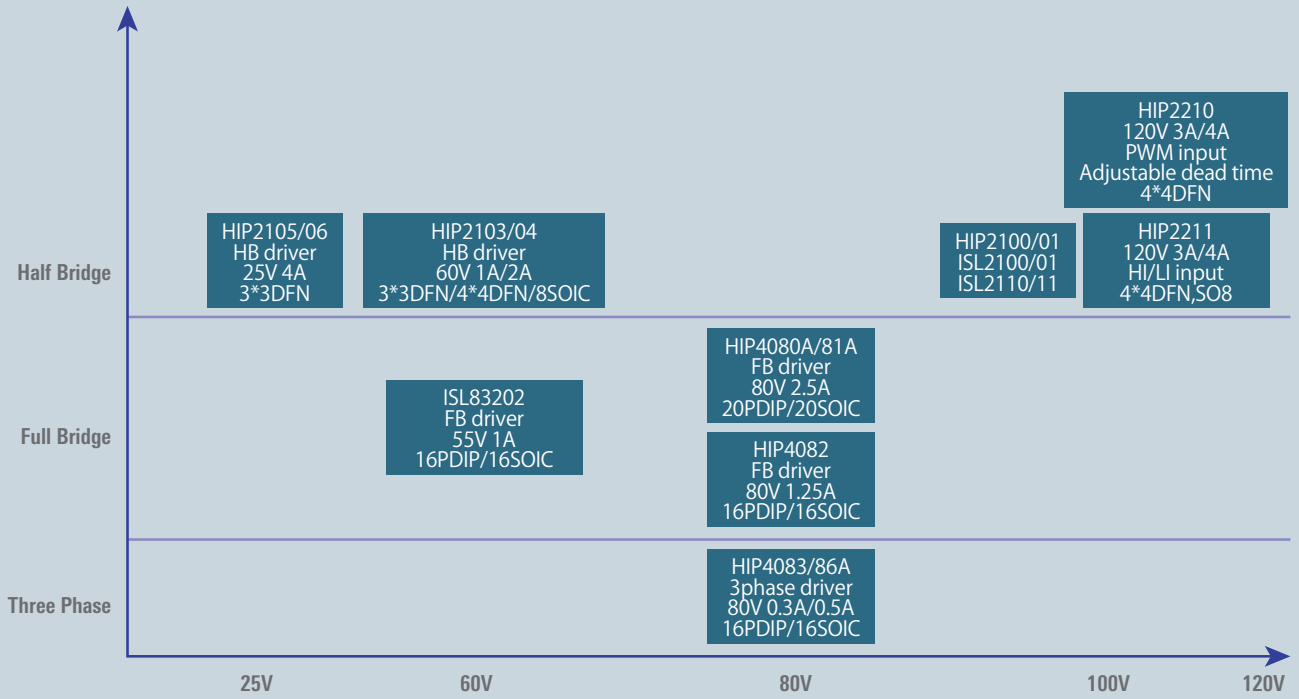 HIP2210
120V 3A/4A
PWM input
Adjustable dead time
4*4DFN
Half Bridge
HIP2105/06
HB driver
25V 4A
3*3DFN
HIP2103/04
HB driver
60V 1A/2A
3*3DFN/4*4DFN/8SOIC
HIP2100/01
ISL2100/01
ISL2110/11
HIP2211
120V 3A/4A
HI/LI input
4*4DFN,SO8
Full Bridge
ISL83202
FB driver
55V 1A
16PDIP/16SOIC
HIP4080A/81A
FB driver
80V 2.5A
20PDIP/20SOIC
HIP4082
FB driver
80V 1.25A
16PDIP/16SOIC
Three Phase
HIP4083/86A
3phase driver
80V 0.3A/0.5A
16PDIP/16SOIC
25V
60V
80V
100V
120V